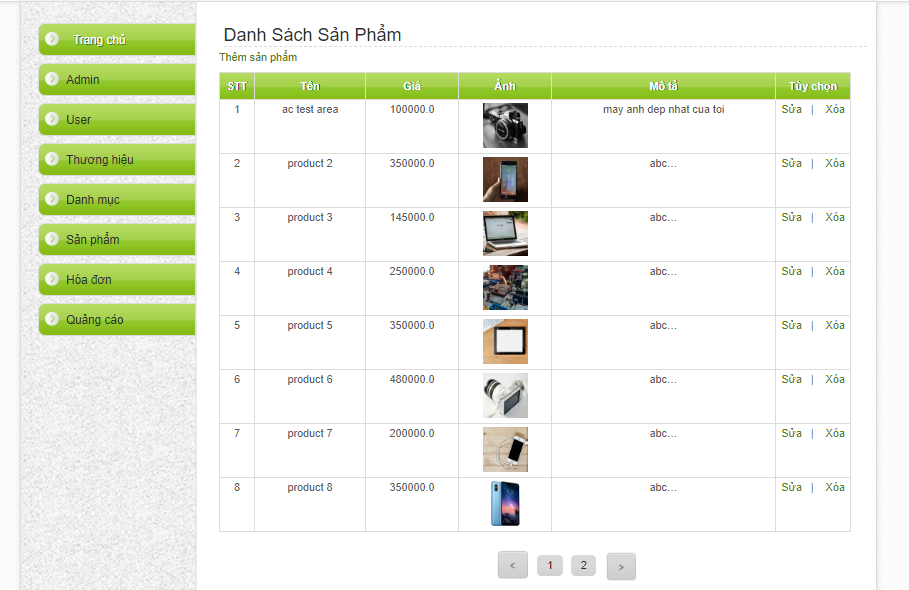 Trang chủ
Admin
User
Thương hiệu
Danh mục
Sản phẩm
Hóa đơn
Quảng cáo
Danh Sách Sản Phẩm
Thêm sản phẩm
STT Tên Giá Ảnh Mô tả Tùy chọn
1 ac test area 100000.0 may anh dep nhat cua toi Sửa | Xóa
2 product 2 350000.0 abc... Sửa | Xóa
3 product 3 145000.0 abc... Sửa | Xóa
4 product 4 250000.0 abc... Sửa | Xóa
5 product 5 350000.0 abc... Sửa | Xóa
6 product 6 480000.0 abc... Sửa | Xóa
7 product 7 200000.0 abc... Sửa | Xóa
8 product 8 350000.0 abc... Sửa | Xóa
< 1 2 >